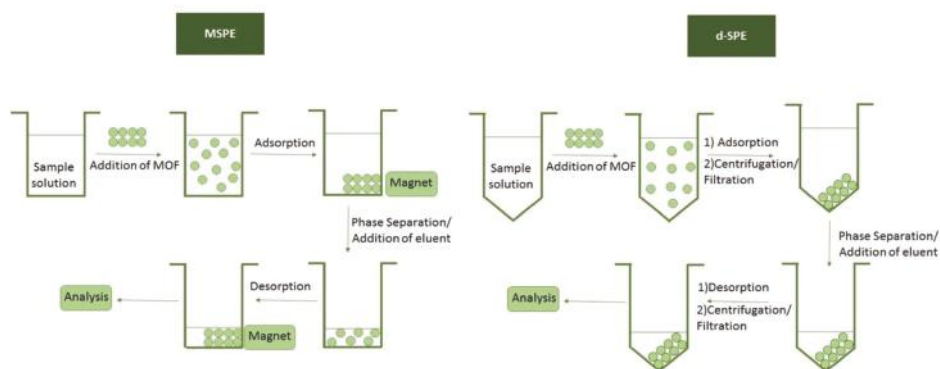 MSPE
Sample
solution
Addition of MOF
Adsorption
Magnet
Phase Separation/
Addition of eluent
Desorption
Magnet
Analysis
d-SPE
Sample
solution
Addition of MOF
1) Adsorption
2)Centrifugation/
Filtration
Phase Separation/
Addition of eluent
1)Desorption
2)Centrifugation/
Filtration
Analysis